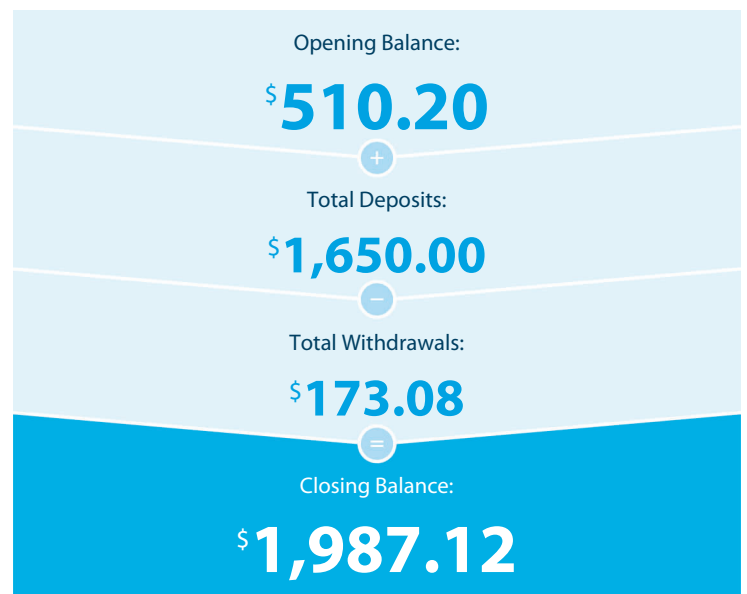 Opening Balance:
$510.20
+
Total Deposits:
$1,650.00
−
Total Withdrawals:
$173.08
=
Closing Balance:
$1,987.12